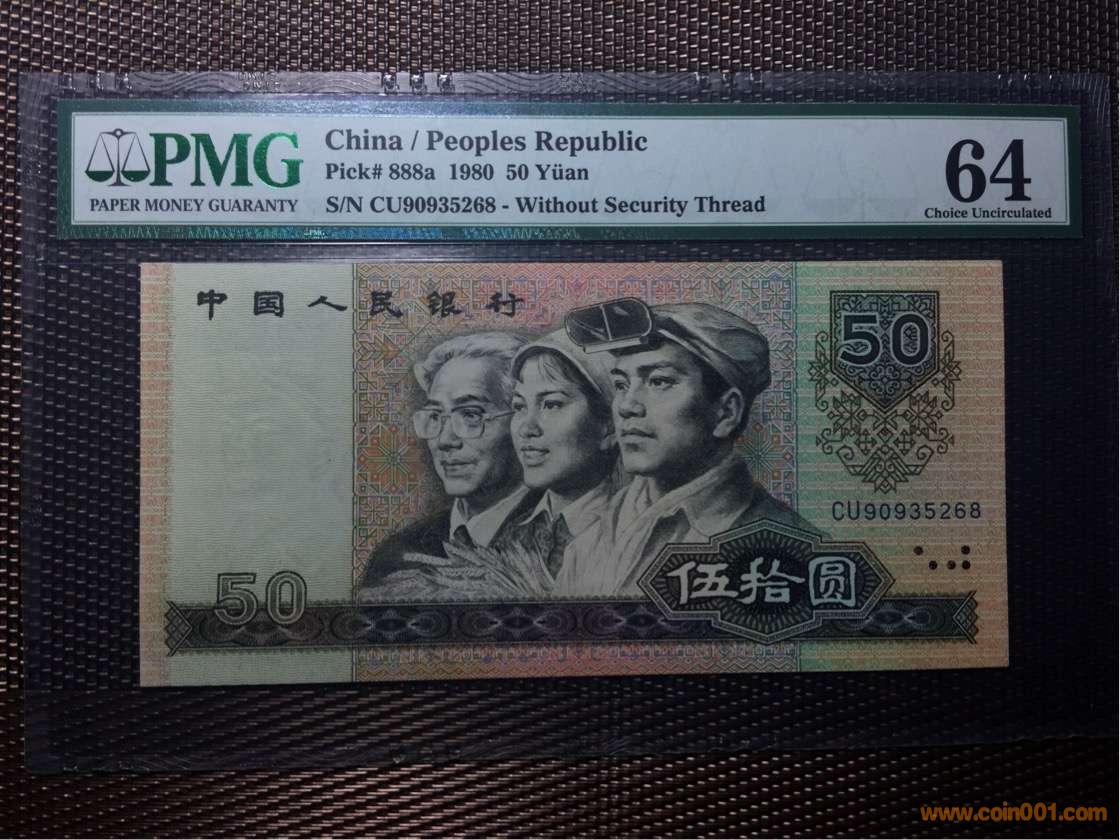 PMG
PAPER MONEY GUARANTY
China / Peoples Republic
Pick# 888a 1980 50 Yüan
S/N CU90935268 - Without Security Thread
64
Choice Uncirculated
中国人民银行
50
CU90935268
50
伍拾圆
www.coin001.com